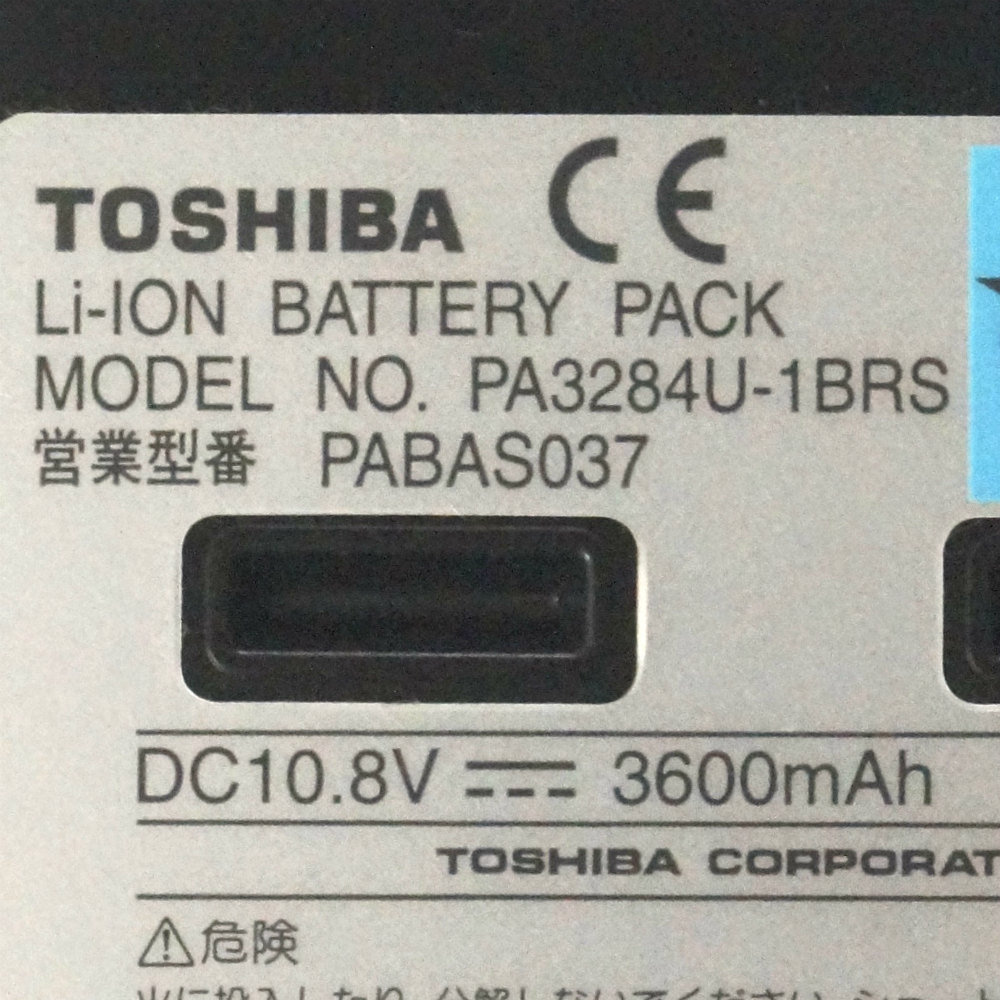 TOSHIBA CE
Li-ION BATTERY PACK
MODEL NO. PA3284U-1BRS
営業型番 PABAS037
DC10.8V ⎓ 3600mAh
TOSHIBA CORPORAT
⚠危険